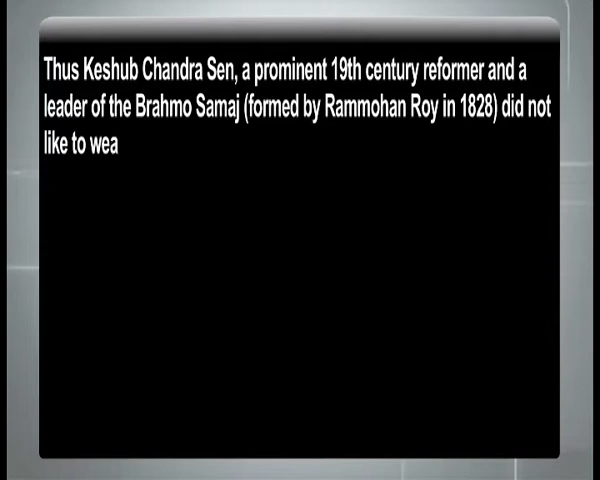 Thus Keshub Chandra Sen, a prominent 19th century reformer and a
leader of the Brahmo Samaj (formed by Rammohan Roy in 1828) did not
like to wea